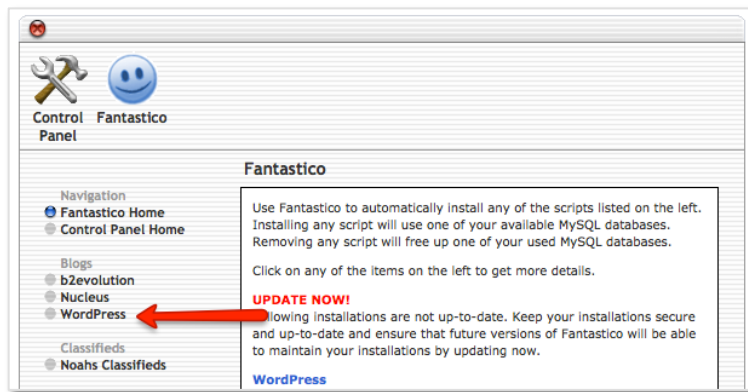 Control
Panel
Fantastico
Fantastico
Navigation
Fantastico Home
Control Panel Home
Blogs
b2evolution
Nucleus
WordPress
Classifieds
Noahs Classifieds
Use Fantastico to automatically install any of the scripts listed on the left.
Installing any script will use one of your available MySQL databases.
Removing any script will free up one of your used MySQL databases.
Click on any of the items on the left to get more details.
UPDATE NOW!
installations are not up-to-date. Keep your installations secure
and up-to-date and ensure that future versions of Fantastico will be able
to maintain your installations by updating now.
WordPress